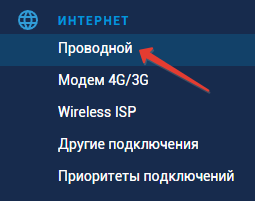 ИНТЕРНЕТ
Проводной
Модем 4G/3G
Wireless ISP
Другие подключения
Приоритеты подключений